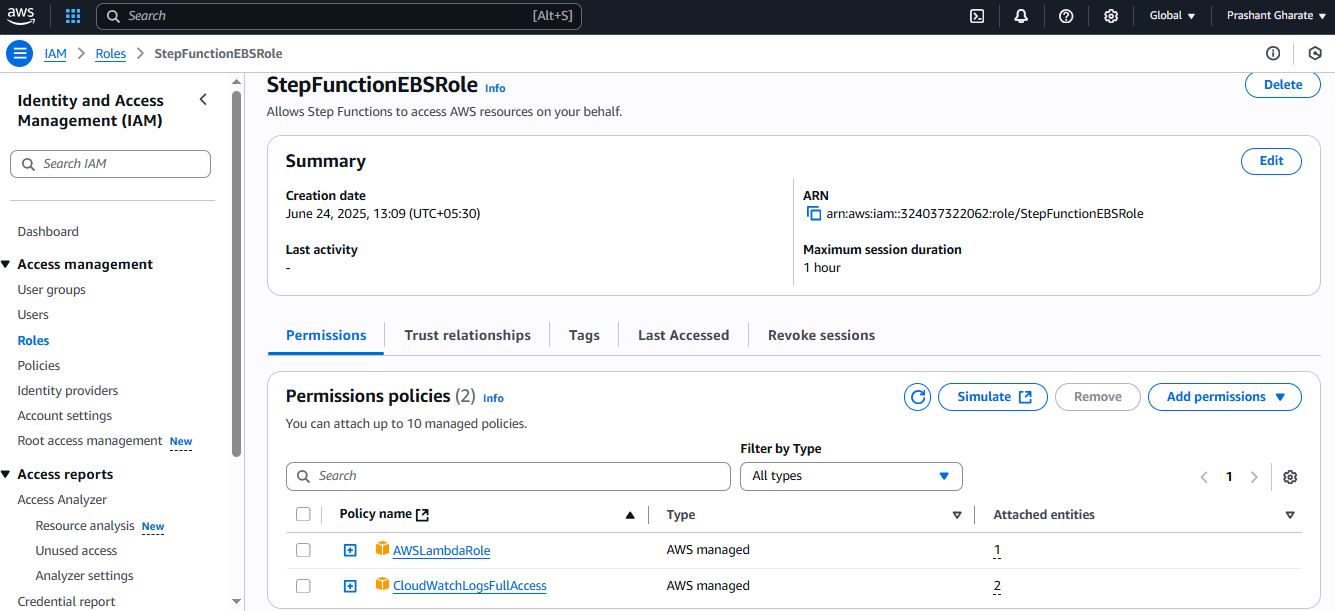 aws
Search [Alt+S]
Global
Prashant Gharate
IAM
Roles
StepFunctionEBSRole
Identity and Access
Management (IAM)
Search IAM
Dashboard
Access management
User groups
Users
Roles
Policies
Identity providers
Account settings
Root access management New
Access reports
Access Analyzer
Resource analysis New
Unused access
Analyzer settings
Credential report
StepFunctionEBSRole Info
Delete
Allows Step Functions to access AWS resources on your behalf.
Summary
Edit
Creation date
June 24, 2025, 13:09 (UTC+05:30)
ARN
arn:aws:iam::324037322062:role/StepFunctionEBSRole
Last activity
-
Maximum session duration
1 hour
Permissions
Trust relationships
Tags
Last Accessed
Revoke sessions
Permissions policies (2) Info
Simulate
Remove
Add permissions
You can attach up to 10 managed policies.
Filter by Type
Search
All types
1
Policy name
Type
Attached entities
AWSLambdaRole
AWS managed
1
CloudWatchLogsFullAccess
AWS managed
2